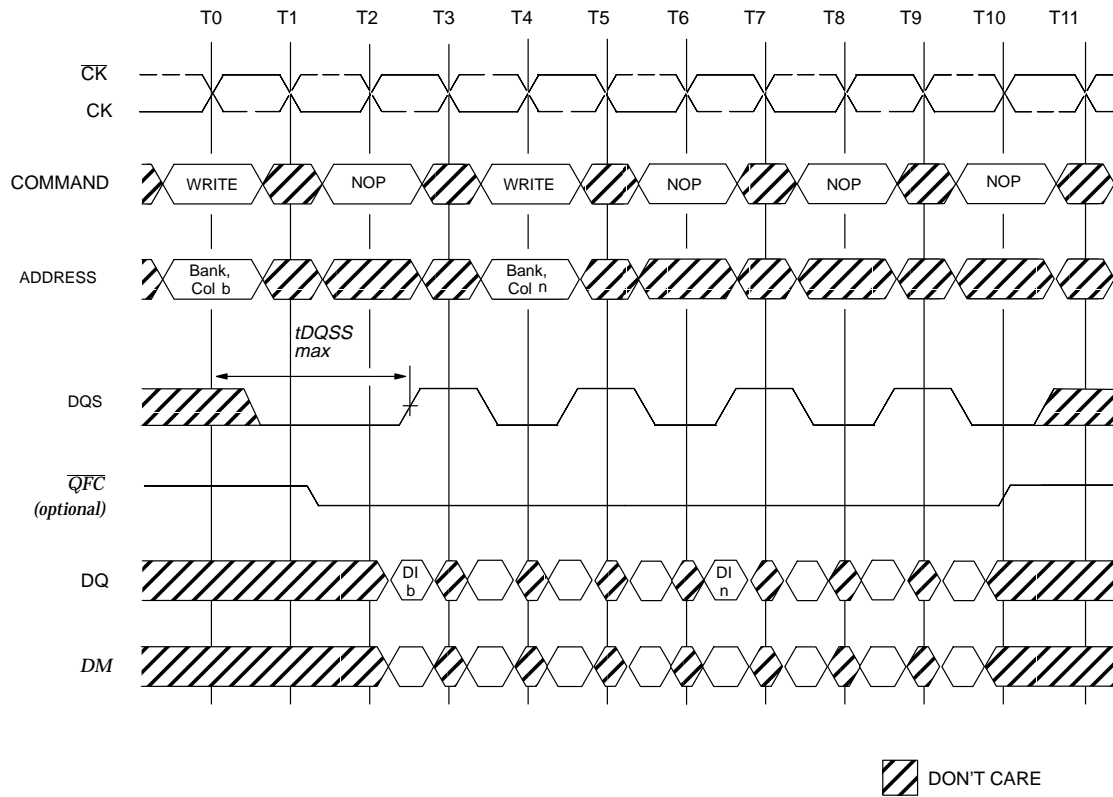 T0 T1 T2 T3 T4 T5 T6 T7 T8 T9 T10 T11
CK
CK
COMMAND WRITE NOP WRITE NOP NOP NOP
ADDRESS Bank, Col b Bank, Col n
tDQSS
max
DQS
QFC
(optional)
DQ DI b DI n
DM
DON'T CARE